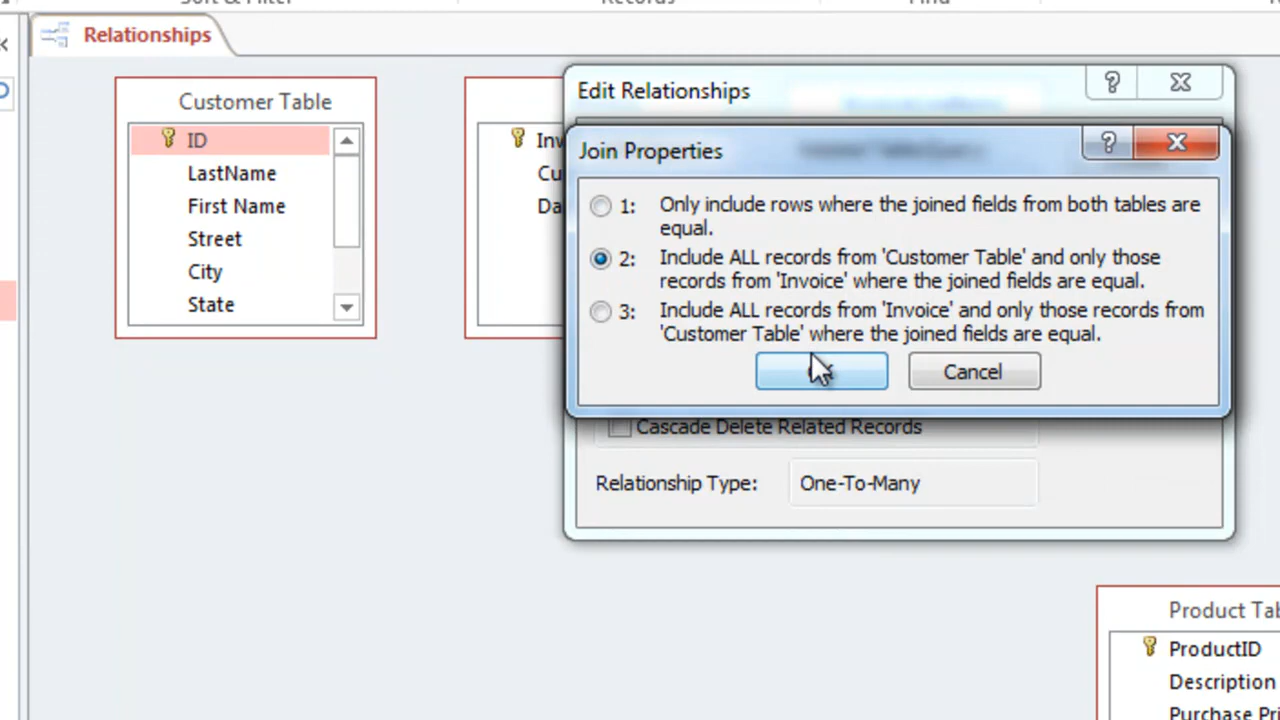 Relationships
Customer Table
ID
LastName
First Name
Street
City
State
Edit Relationships
Join Properties
1: Only include rows where the joined fields from both tables are
equal.
2: Include ALL records from 'Customer Table' and only those
records from 'Invoice' where the joined fields are equal.
3: Include ALL records from 'Invoice' and only those records from
'Customer Table' where the joined fields are equal.
Cancel
Cascade Delete Related Records
Relationship Type: One-To-Many
Product Tab
ProductID
Description
Purchase Pri